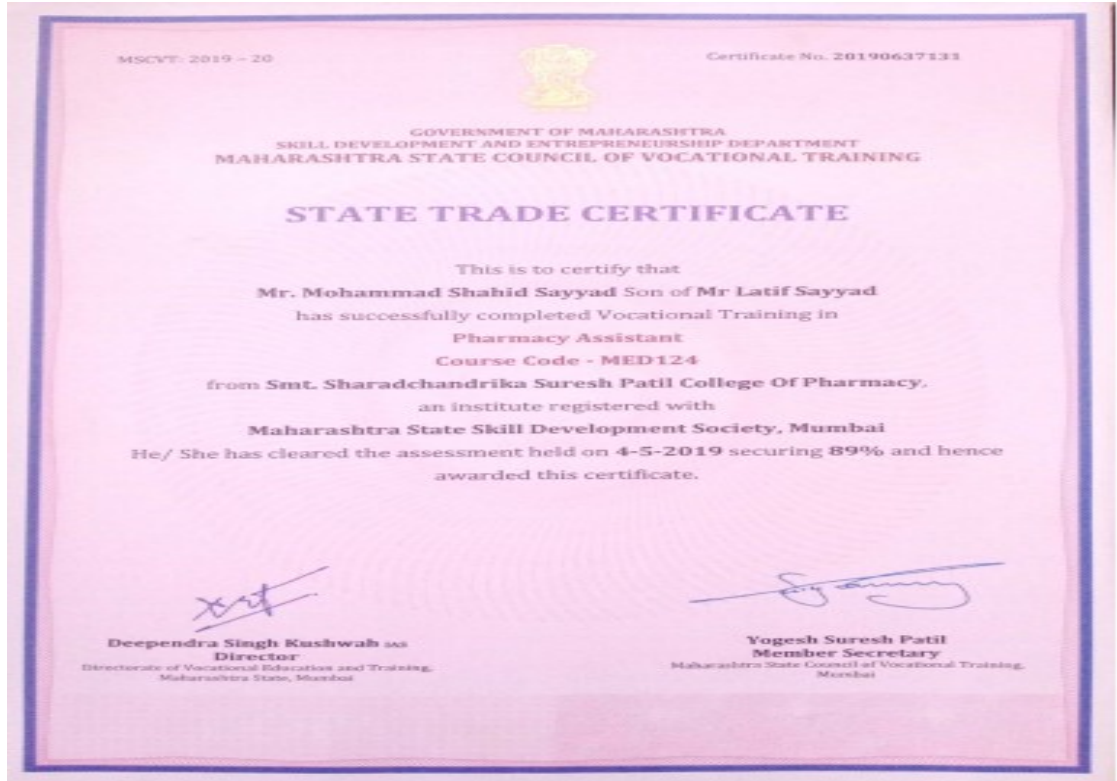 MSCVT: 2019 - 20
Certificate No. 20190637131
GOVERNMENT OF MAHARASHTRA
SKILL DEVELOPMENT AND ENTREPRENEURSHIP DEPARTMENT
MAHARASHTRA STATE COUNCIL OF VOCATIONAL TRAINING
STATE TRADE CERTIFICATE
This is to certify that
Mr. Mohammad Shahid Sayyad Son of Mr Latif Sayyad
has successfully completed Vocational Training in
Pharmacy Assistant
Course Code - MED124
from Smt. Sharadchandrika Suresh Patil College Of Pharmacy,
an institute registered with
Maharashtra State Skill Development Society, Mumbai
He/ She has cleared the assessment held on 4-5-2019 securing 89% and hence
awarded this certificate.
Deependra Singh Kushwah IAS
Director
Directorate of Vocational Education and Training,
Maharashtra State, Mumbai
Yogesh Suresh Patil
Member Secretary
Maharashtra State Council of Vocational Training,
Mumbai